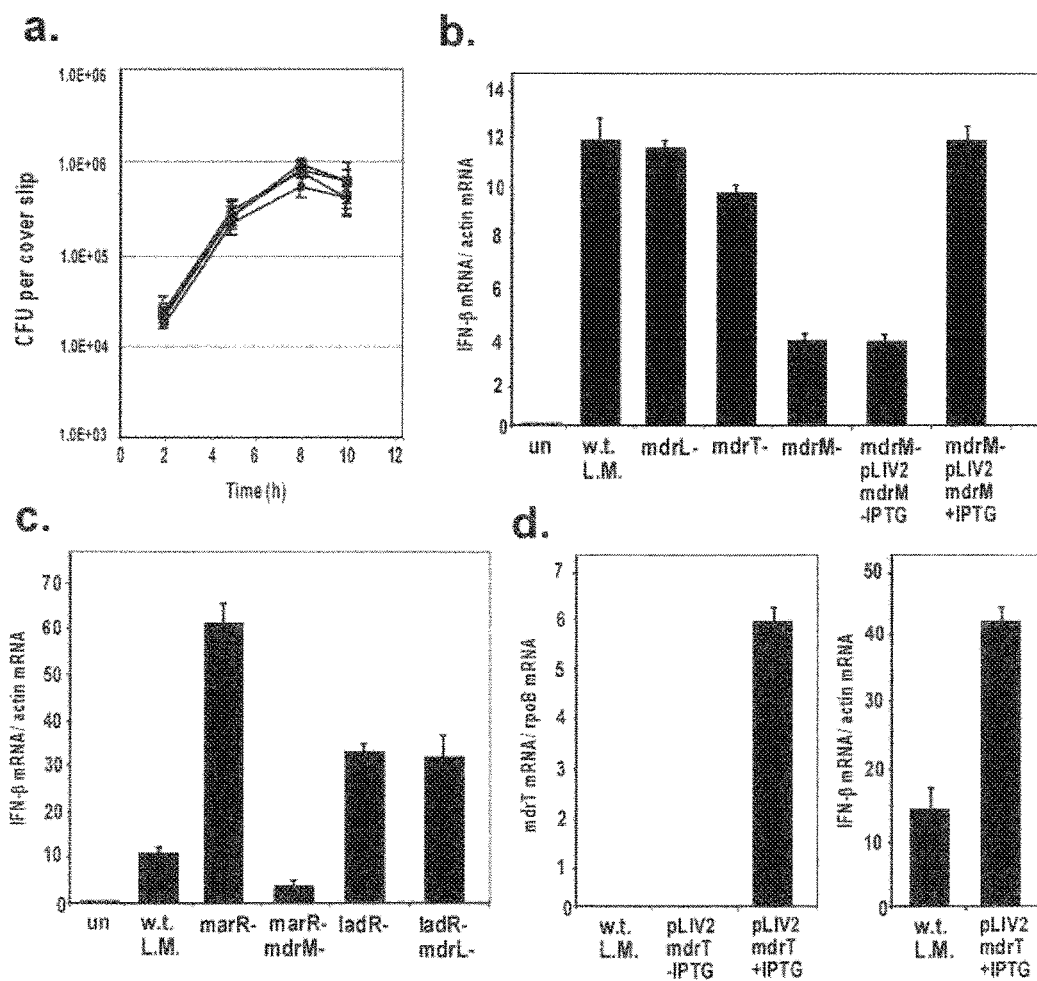 a.
1.0E+06
1.0E+06
1.0E+05
1.0E+04
1.0E+03
CFU per cover slip
0 2 4 6 8 10 12
Time (h)
b.
14
12
10
8
6
4
2
0
IFN-β mRNA/ actin mRNA
un
w.t. L.M.
mdrL-
mdrT-
mdrM-
mdrM- pLIV2 mdrM -IPTG
mdrM- pLIV2 mdrM +IPTG
c.
70
60
50
40
30
20
10
0
IFN-β mRNA/ actin mRNA
un
w.t. L.M.
marR-
marR- mdrM-
ladR-
ladR- mdrL-
d.
7
6
5
4
3
2
1
0
mdrT mRNA/ rpoB mRNA
w.t. L.M.
pLIV2 mdrT -IPTG
pLIV2 mdrT +IPTG
50
40
30
20
10
0
IFN-β mRNA/ actin mRNA
w.t. L.M.
pLIV2 mdrT +IPTG